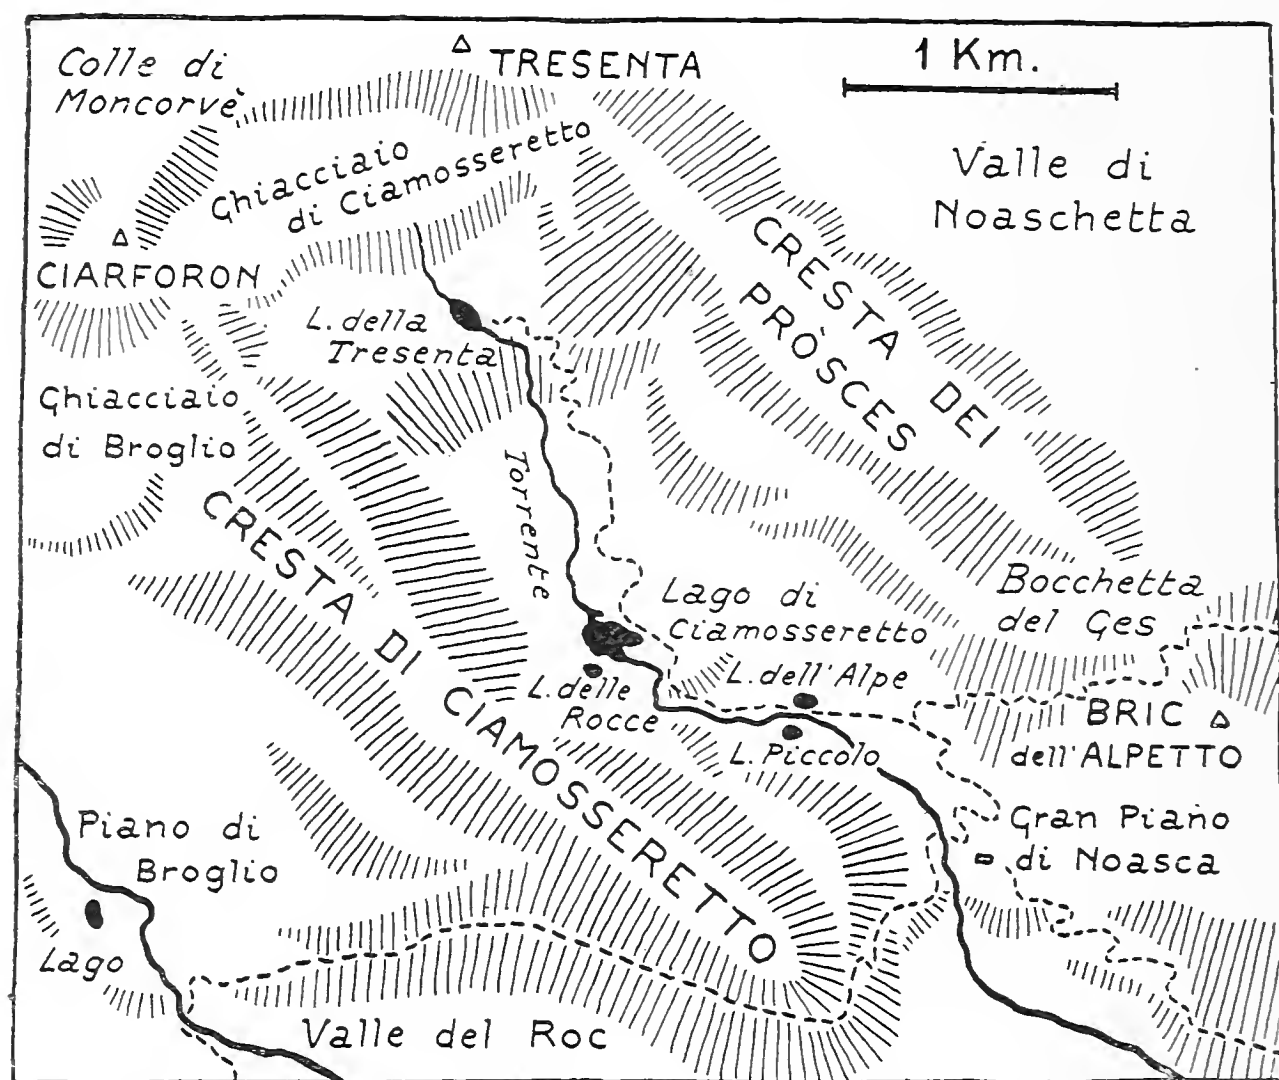 Colle di
Moncorvè
TRESENTA
1 Km.
Ghiacciaio
di Ciamosseretto
Valle di
Noaschetta
CIARFORON
CRESTA DEI
PRÒSCES
L. della
Tresenta
Ghiacciaio
di Broglio
Torrente
CRESTA DI CIAMOSSERETTO
Lago di
Ciamosseretto
Bocchetta
del Ges
L. dell'Alpe
L. delle
Rocce
L. Piccolo
BRIC
dell'ALPETTO
Piano di
Broglio
Gran Piano
di Noasca
Lago
Valle del Roc